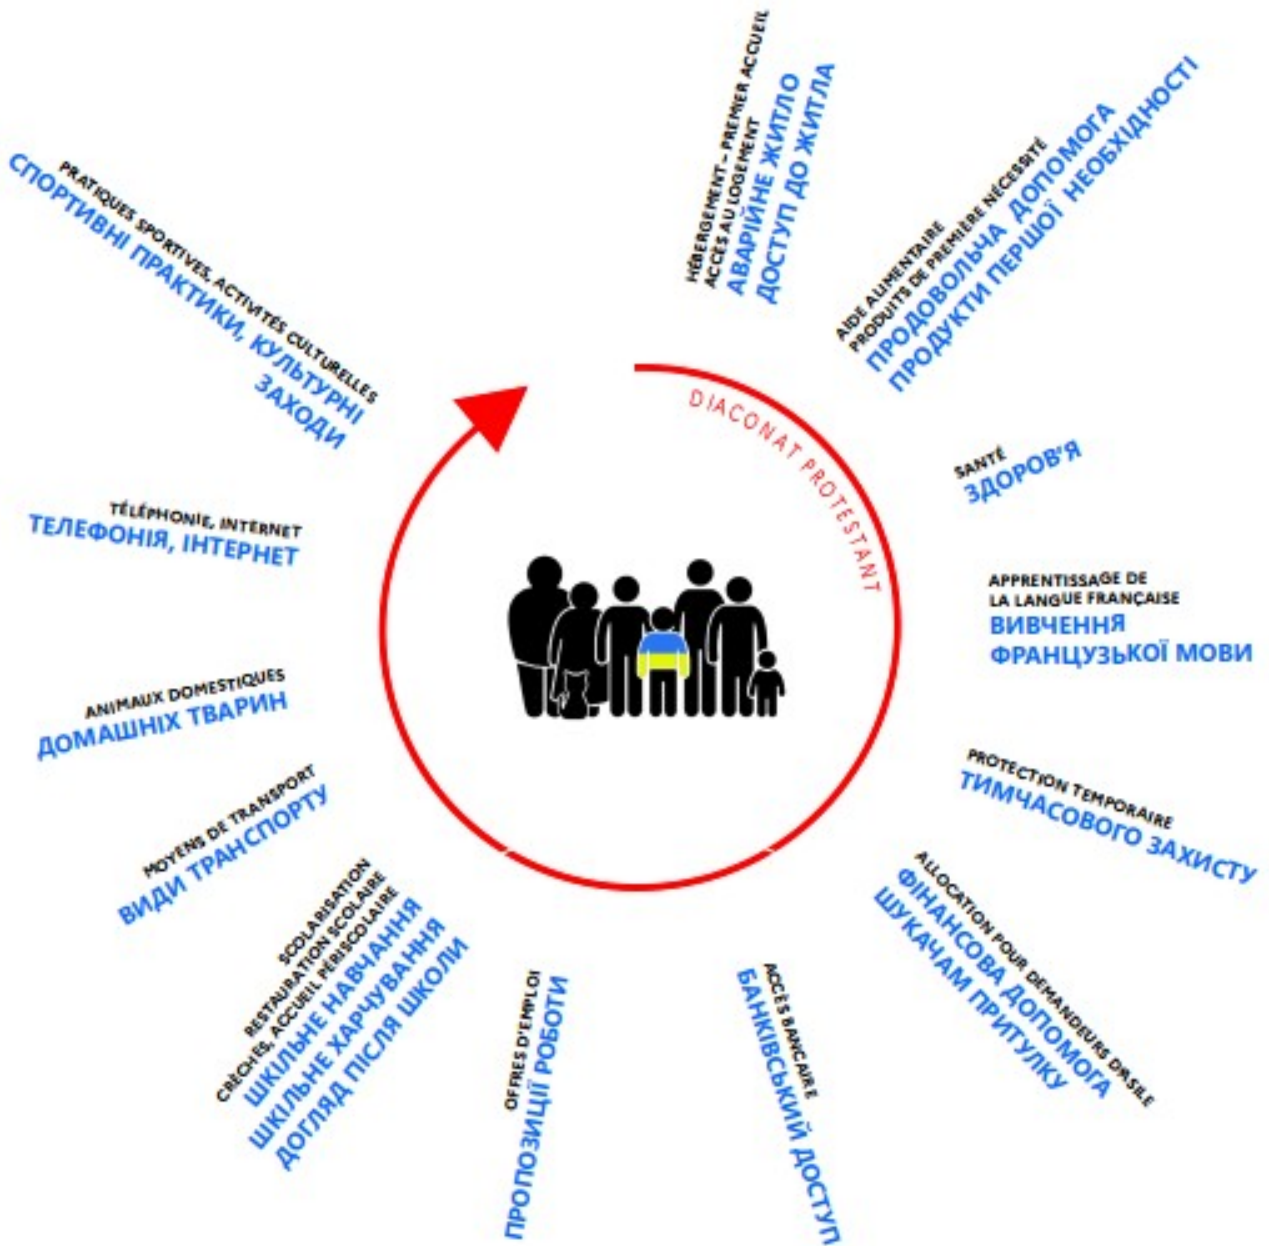 HÉBERGEMENT – PREMIER ACCUEIL
ACCÈS AU LOGEMENT
АВАРІЙНЕ ЖИТЛО
ДОСТУП ДО ЖИТЛА
AIDE ALIMENTAIRE
PRODUITS DE PREMIÈRE NÉCESSITÉ
ПРОДОВОЛЬЧА ДОПОМОГА
ПРОДУКТИ ПЕРШОЇ НЕОБХІДНОСТІ
SANTÉ
ЗДОРОВ'Я
APPRENTISSAGE DE
LA LANGUE FRANÇAISE
ВИВЧЕННЯ
ФРАНЦУЗЬКОЇ МОВИ
PROTECTION TEMPORAIRE
ТИМЧАСОВОГО ЗАХИСТУ
ALLOCATION POUR DEMANDEURS D'ASILE
ФІНАНСОВА ДОПОМОГА
ШУКАЧАМ ПРИТУЛКУ
ACCÈS BANCAIRE
БАНКІВСЬКИЙ ДОСТУП
OFFRES D'EMPLOI
ПРОПОЗИЦІЇ РОБОТИ
SCOLARISATION
RESTAURATION SCOLAIRE
CRÈCHES, ACCUEIL PÉRISCOLAIRE
ШКІЛЬНЕ НАВЧАННЯ
ШКІЛЬНЕ ХАРЧУВАННЯ
ДОГЛЯД ПІСЛЯ ШКОЛИ
MOYENS DE TRANSPORT
ВИДИ ТРАНСПОРТУ
ANIMAUX DOMESTIQUES
ДОМАШНІХ ТВАРИН
TÉLÉPHONIE, INTERNET
ТЕЛЕФОНІЯ, ІНТЕРНЕТ
PRATIQUES SPORTIVES, ACTIVITÉS CULTURELLES
СПОРТИВНІ ПРАКТИКИ, КУЛЬТУРНІ
ЗАХОДИ
DIACONAT PROTESTANT